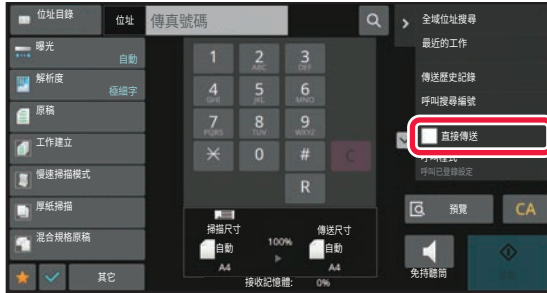 位址目錄
位址
傳真號碼
全域位址搜尋
最近的工作
傳送歷史記錄
呼叫搜尋編號
直接傳送
呼叫程式
呼叫已登錄設定
曝光
自動
解析度
極細字
原稿
工作建立
慢速掃描模式
厚紙掃描
混合規格原稿
其它
1
2 ABC
3
4 GHI
5 JKL
6 MNO
7 PQRS
8 TUV
9 WXYZ
0
#
C
R
掃描尺寸
傳送尺寸
自動
100%
自動
A4
A4
接收記憶體: 0%
預覽
CA
免持聽筒